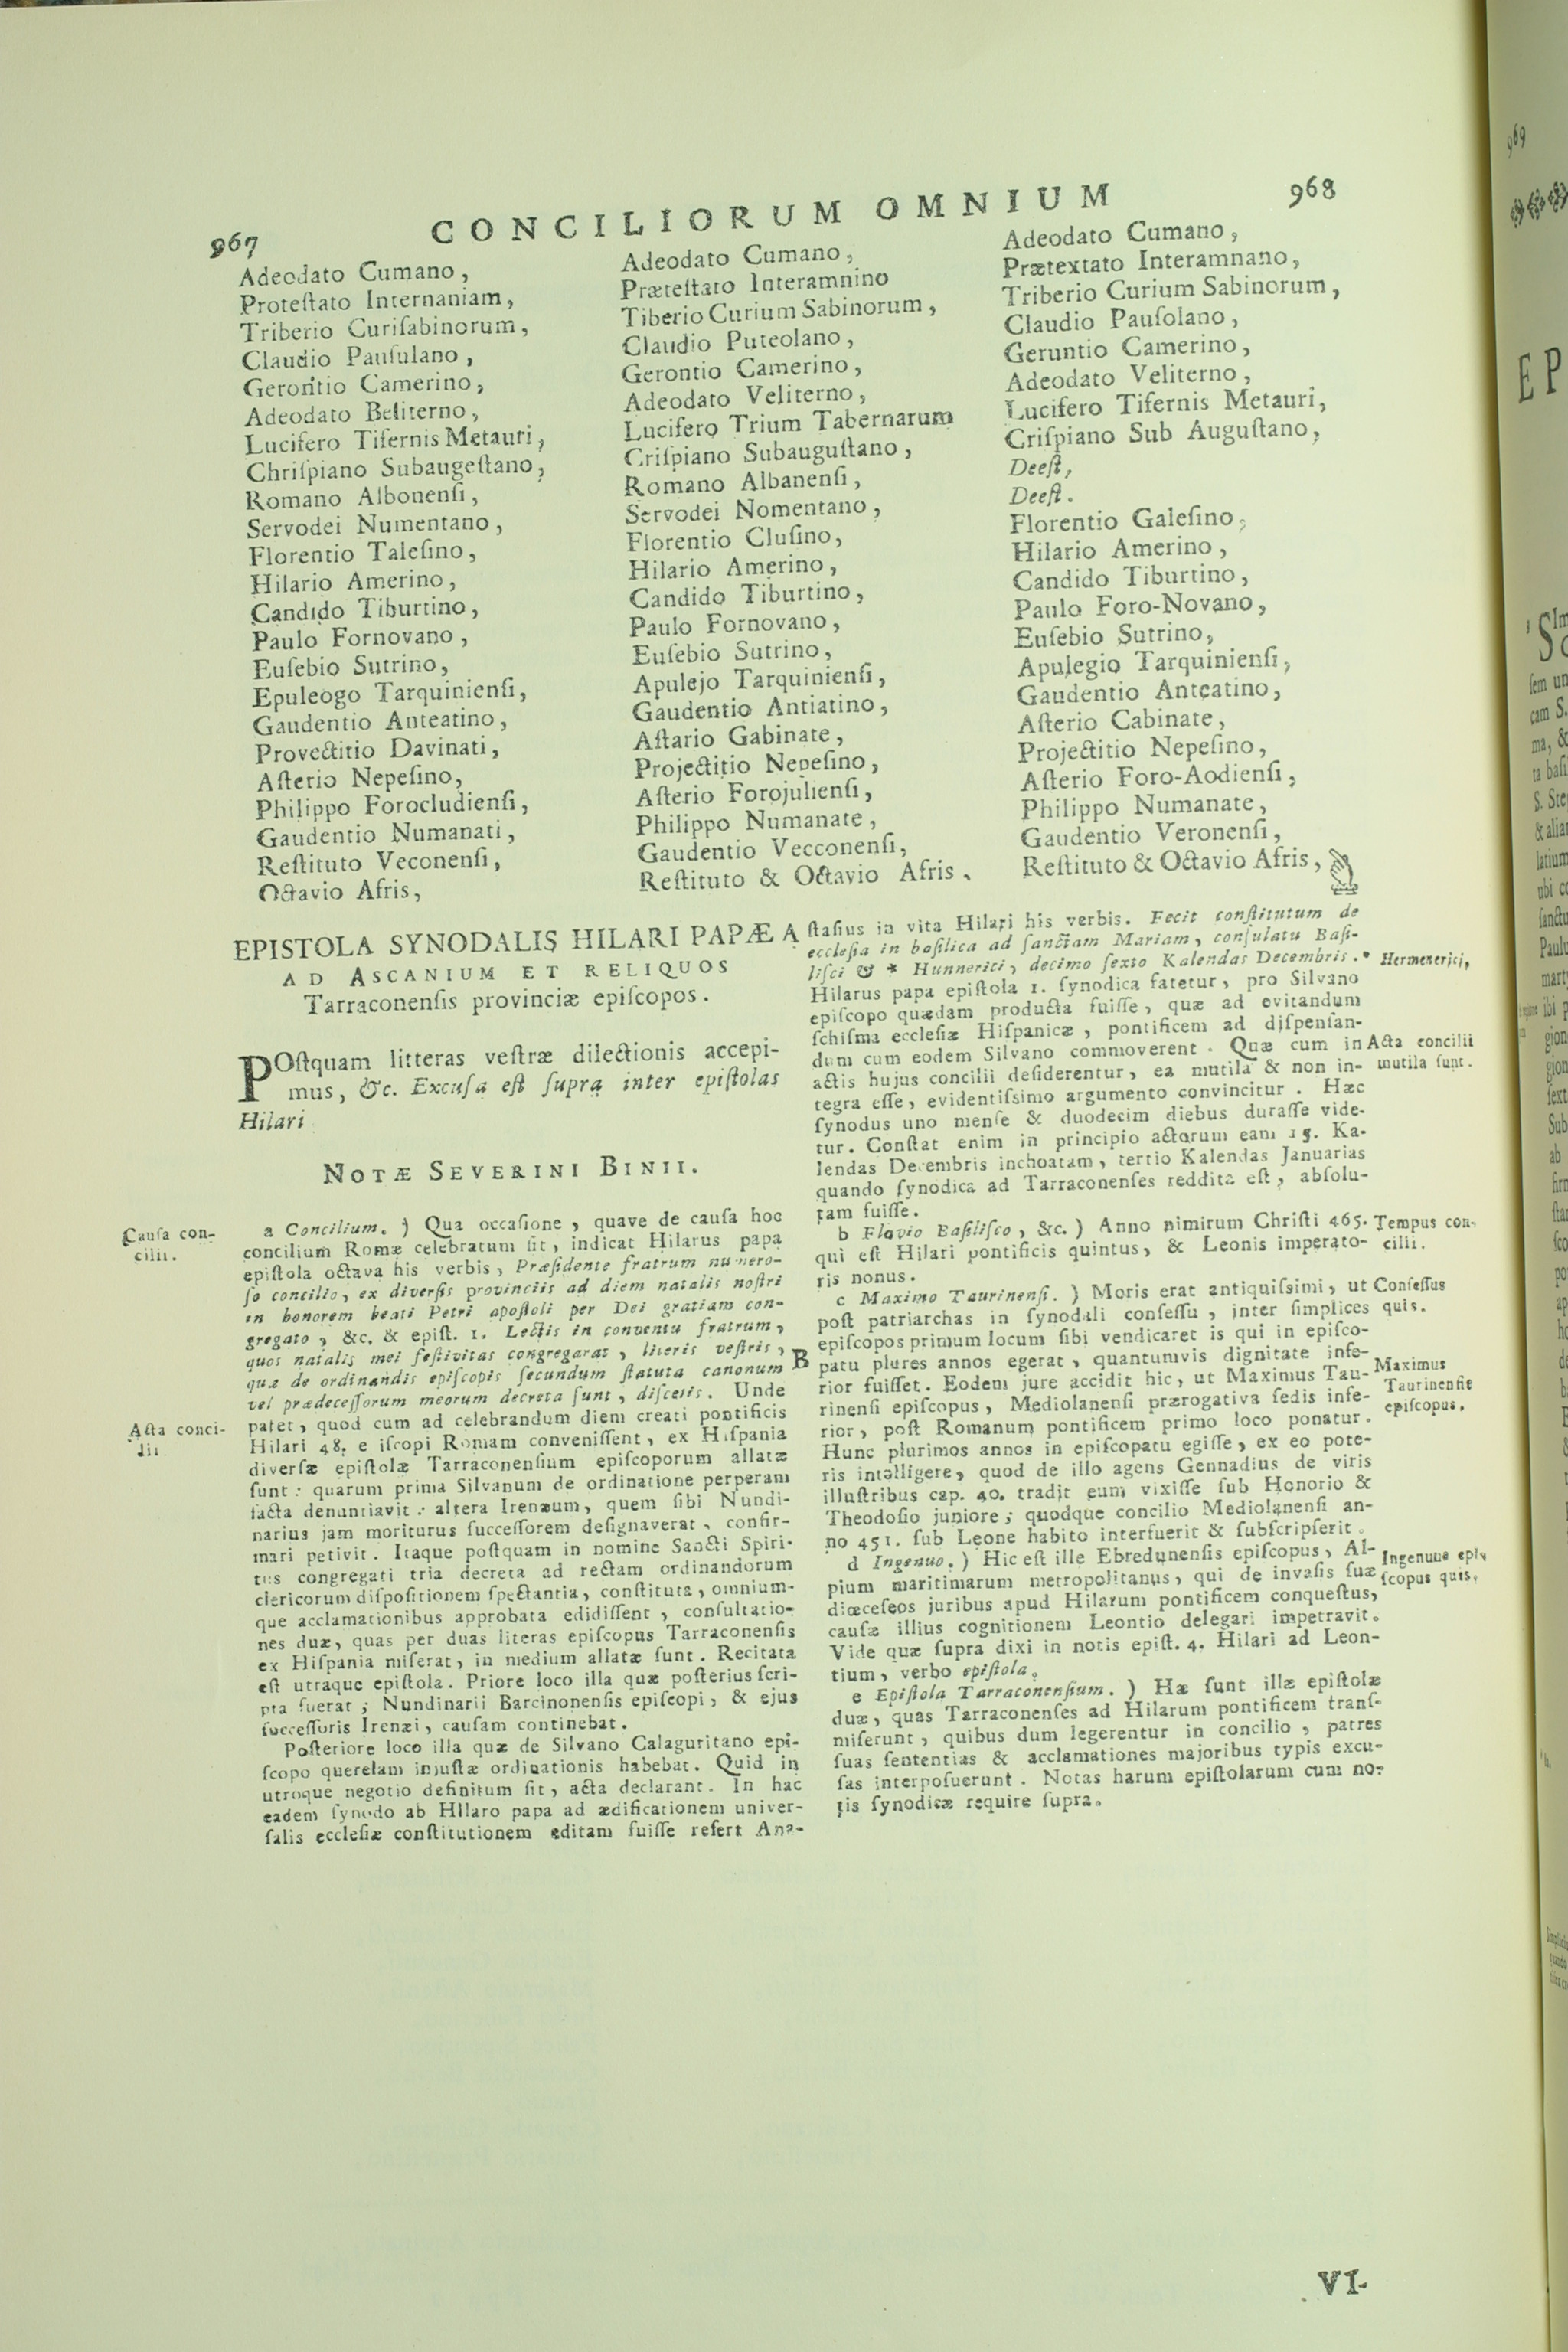 967
CONCILIORUM OMNIUM
968
Adeodato Cumano,
Proteſtato Internaniam,
Triberio Curiſabinorum,
Claudio Pauſulano,
Gerontio Camerino,
Adeodato Beliterno,
Lucifero Tifernis Metauri,
Chriſpiano Subaugeſtano,
Romano Albonenſi,
Servodei Numentano,
Florentio Taleſino,
Hilario Amerino,
Candido Tiburtino,
Paulo Fornovano,
Euſebio Sutrino,
Epuleogo Tarquinienſi,
Gaudentio Anteatino,
Provectitio Davinati,
Aſterio Nepeſino,
Philippo Forocludienſi,
Gaudentio Numanati,
Reſtituto Veconenſi,
Octavio Afris,
Adeodato Cumano,
Præteſtato Interamnino
Tiberio Curium Sabinorum,
Claudio Puteolano,
Gerontio Camerino,
Adeodato Veliterno,
Lucifero Trium Tabernarum
Criſpiano Subauguſtano,
Romano Albanenſi,
Servodei Nomentano,
Florentio Cluſino,
Hilario Amerino,
Candido Tiburtino,
Paulo Fornovano,
Euſebio Sutrino,
Apulejo Tarquinienſi,
Gaudentio Antiatino,
Aſtario Gabinate,
Projectitio Nepeſino,
Aſterio Forojulienſi,
Philippo Numanate,
Gaudentio Vecconenſi,
Reſtituto & Octavio Afris.
Adeodato Cumano,
Prætextato Interamnano,
Triberio Curium Sabinorum,
Claudio Pauſolano,
Geruntio Camerino,
Adeodato Veliterno,
Lucifero Tifernis Metauri,
Criſpiano Sub Auguſtano,
Deeſt,
Deeſt.
Florentio Galeſino,
Hilario Amerino,
Candido Tiburtino,
Paulo Foro-Novano,
Euſebio Sutrino,
Apulegio Tarquinienſi,
Gaudentio Anteatino,
Aſterio Cabinate,
Projectitio Nepeſino,
Aſterio Foro-Aodienſi,
Philippo Numanate,
Gaudentio Veronenſi,
Reſtituto & Octavio Afris,
EPISTOLA SYNODALIS HILARI PAPÆ
AD ASCANIUM ET RELIQUOS
Tarraconenſis provinciæ epiſcopos.
POſtquam litteras veſtræ dilectionis accepi-
mus, &c. Excuſa eſt ſupra inter epiſtolas
Hilari
NOTÆ SEVERINI BINII.
Cauſa con-
cilii.
a Concilium. ) Qua occaſione, quave de cauſa hoc
concilium Romæ celebratum ſit, indicat Hilarus papa
epiſtola octava his verbis, Præſidente fratrum numero-
ſo concilio, ex diverſis provinciis ad diem natalis noſtri
in honorem beati Petri apoſtoli per Dei gratiam con-
gregato, &c. & epiſt. 1. Lectis in conventu fratrum,
quos natalis mei feſtivitas congregarat, literis veſtris,
quæ de ordinandis epiſcopis ſecundum ſtatuta canonum
vel prædeceſſorum meorum decreta ſunt, diſcetis. Unde
patet, quod cum ad celebrandum diem creati pontificis
Acta conci-
lii
Hilari 48. epiſcopi Romam conveniſſent, ex Hiſpania
diverſæ epiſtolæ Tarraconenſium epiſcoporum allatæ
ſunt: quarum prima Silvanum de ordinatione perperam
facta denuntiavit: altera Irenæum, quem ſibi Nundi-
narius jam moriturus ſucceſſorem deſignaverat, confir-
mari petivit. Itaque poſtquam in nomine Sancti Spiri-
tus congregati tria decreta ad rectam ordinandorum
clericorum diſpoſitionem ſpectantia, conſtituta, omnium-
que acclamationibus approbata edidiſſent, conſultatio-
nes duæ, quas per duas literas epiſcopus Tarraconenſis
ex Hiſpania miſerat, in medium allatæ ſunt. Recitata
eſt utraque epiſtola. Priore loco illa quæ poſterius ſcri-
pta fuerat; Nundinarii Barcinonenſis epiſcopi, & ejus
ſucceſſoris Irenæi, cauſam continebat.
Poſteriore loco illa quæ de Silvano Calaguritano epi-
ſcopo querelam injuſtæ ordinationis habebat. Quid in
utroque negotio definitum ſit, acta declarant. In hac
eadem ſynodo ab Hilaro papa ad ædificationem univer-
ſalis eccleſiæ conſtitutionem editam fuiſſe refert Ana-
A
B
ſtaſius in vita Hilari his verbis. Fecit conſtitutum de
eccleſia in baſilica ad ſanctam Mariam, conſulatu Baſi-
liſci & * Hunnerici, decimo ſexto Kalendas Decembris.
* Hermenerici,
Hilarus papa epiſtola 1. ſynodica fatetur, pro Silvano
epiſcopo quædam producta fuiſſe, quæ ad evitandum
ſchiſma eccleſiæ Hiſpanicæ, pontificem ad diſpenſan-
dum cum eodem Silvano commoverent. Quæ cum in
Acta concilii
mutila ſunt.
actis hujus concilii deſiderentur, ea mutila & non in-
tegra eſſe, evidentiſsimo argumento convincitur. Hæc
ſynodus uno menſe & duodecim diebus duraſſe vide-
tur. Conſtat enim in principio actorum eam 15. Ka-
lendas Decembris inchoatam, tertio Kalendas Januarias
quando ſynodica ad Tarraconenſes reddita eſt, abſolu-
tam fuiſſe.
b Flavio Baſiliſco, &c. ) Anno nimirum Chriſti 465.
Tempus con-
cilii.
qui eſt Hilari pontificis quintus, & Leonis imperato-
ris nonus.
c Maximo Taurinenſi. ) Moris erat antiquiſsimi, ut
Conſeſſus
quis.
poſt patriarchas in ſynodali conſeſſu, inter ſimplices
epiſcopos primum locum ſibi vendicaret is qui in epiſco-
patu plures annos egerat, quantumvis dignitate infe-
rior fuiſſet. Eodem jure accidit hic, ut Maximus Tau-
Maximus
Taurinenſis
epiſcopus.
rinenſi epiſcopus, Mediolanenſi prærogativa ſedis infe-
rior, poſt Romanum pontificem primo loco ponatur.
Hunc plurimos annos in epiſcopatu egiſſe, ex eo pote-
ris intelligere, quod de illo agens Gennadius de viris
illuſtribus cap. 40. tradit eum vixiſſe ſub Honorio &
Theodoſio juniore; quodque concilio Mediolanenſi an-
no 451. ſub Leone habito interfuerit & ſubſcripſerit.
d Ingenuo. ) Hic eſt ille Ebredunenſis epiſcopus, Al-
Ingenuus epi-
ſcopus quis.
pium maritimarum metropolitanus, qui de invaſis ſuæ
diœceſeos juribus apud Hilarum pontificem conqueſtus,
cauſæ illius cognitionem Leontio delegari impetravit.
Vide quæ ſupra dixi in notis epiſt. 4. Hilari ad Leon-
tium, verbo epiſtola.
e Epiſtola Tarraconenſium. ) Hæ ſunt illæ epiſtolæ
duæ, quas Tarraconenſes ad Hilarum pontificem tranſ-
miſerunt, quibus dum legerentur in concilio, patres
ſuas ſententias & acclamationes majoribus typis excu-
ſas interpoſuerunt. Notas harum epiſtolarum cum no-
tis ſynodicæ require ſupra.
VI-
969
EP